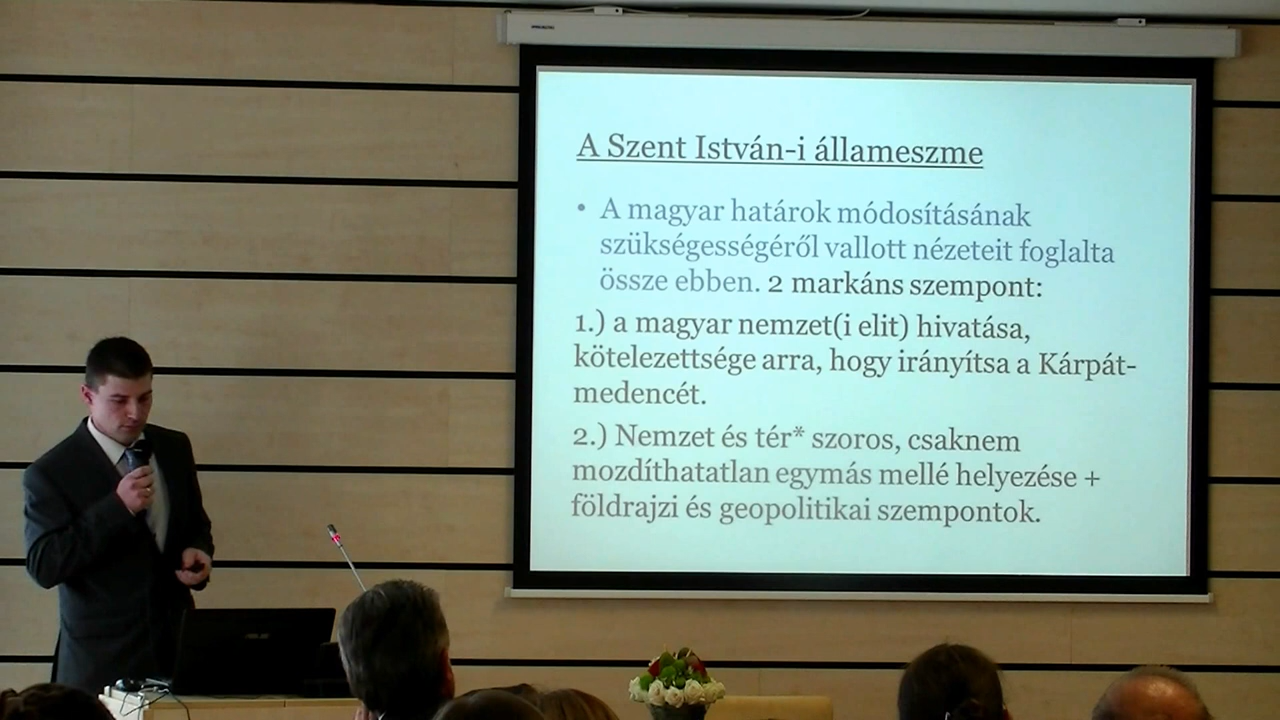 A Szent István-i államеszme
• A magyar határok módosításának
szükségességéről vallott nézeteit foglalta
össze ebben. 2 markáns szempont:
1.) a magyar nemzet(i elit) hivatása,
kötelezettsége arra, hogy irányítsa a Kárpát-
medencét.
2.) Nemzet és tér* szoros, csaknem
mozdíthatatlan egymás mellé helyezése +
földrajzi és geopolitikai szempontok.